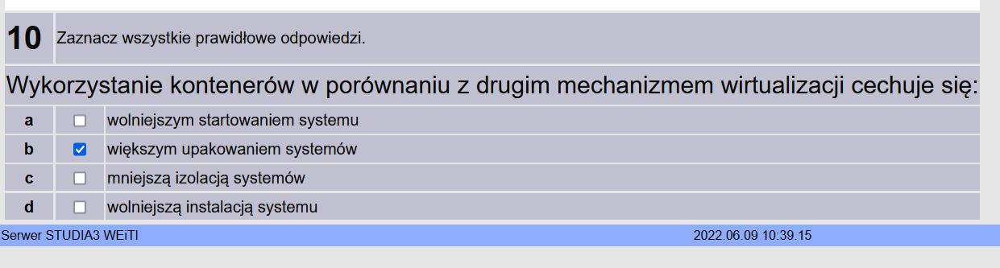 10 Zaznacz wszystkie prawidłowe odpowiedzi.
Wykorzystanie kontenerów w porównaniu z drugim mechanizmem wirtualizacji cechuje się:
a wolniejszym startowaniem systemu
b większym upakowaniem systemów
c mniejszą izolacją systemów
d wolniejszą instalacją systemu
Serwer STUDIA3 WEiTI 2022.06.09 10:39.15